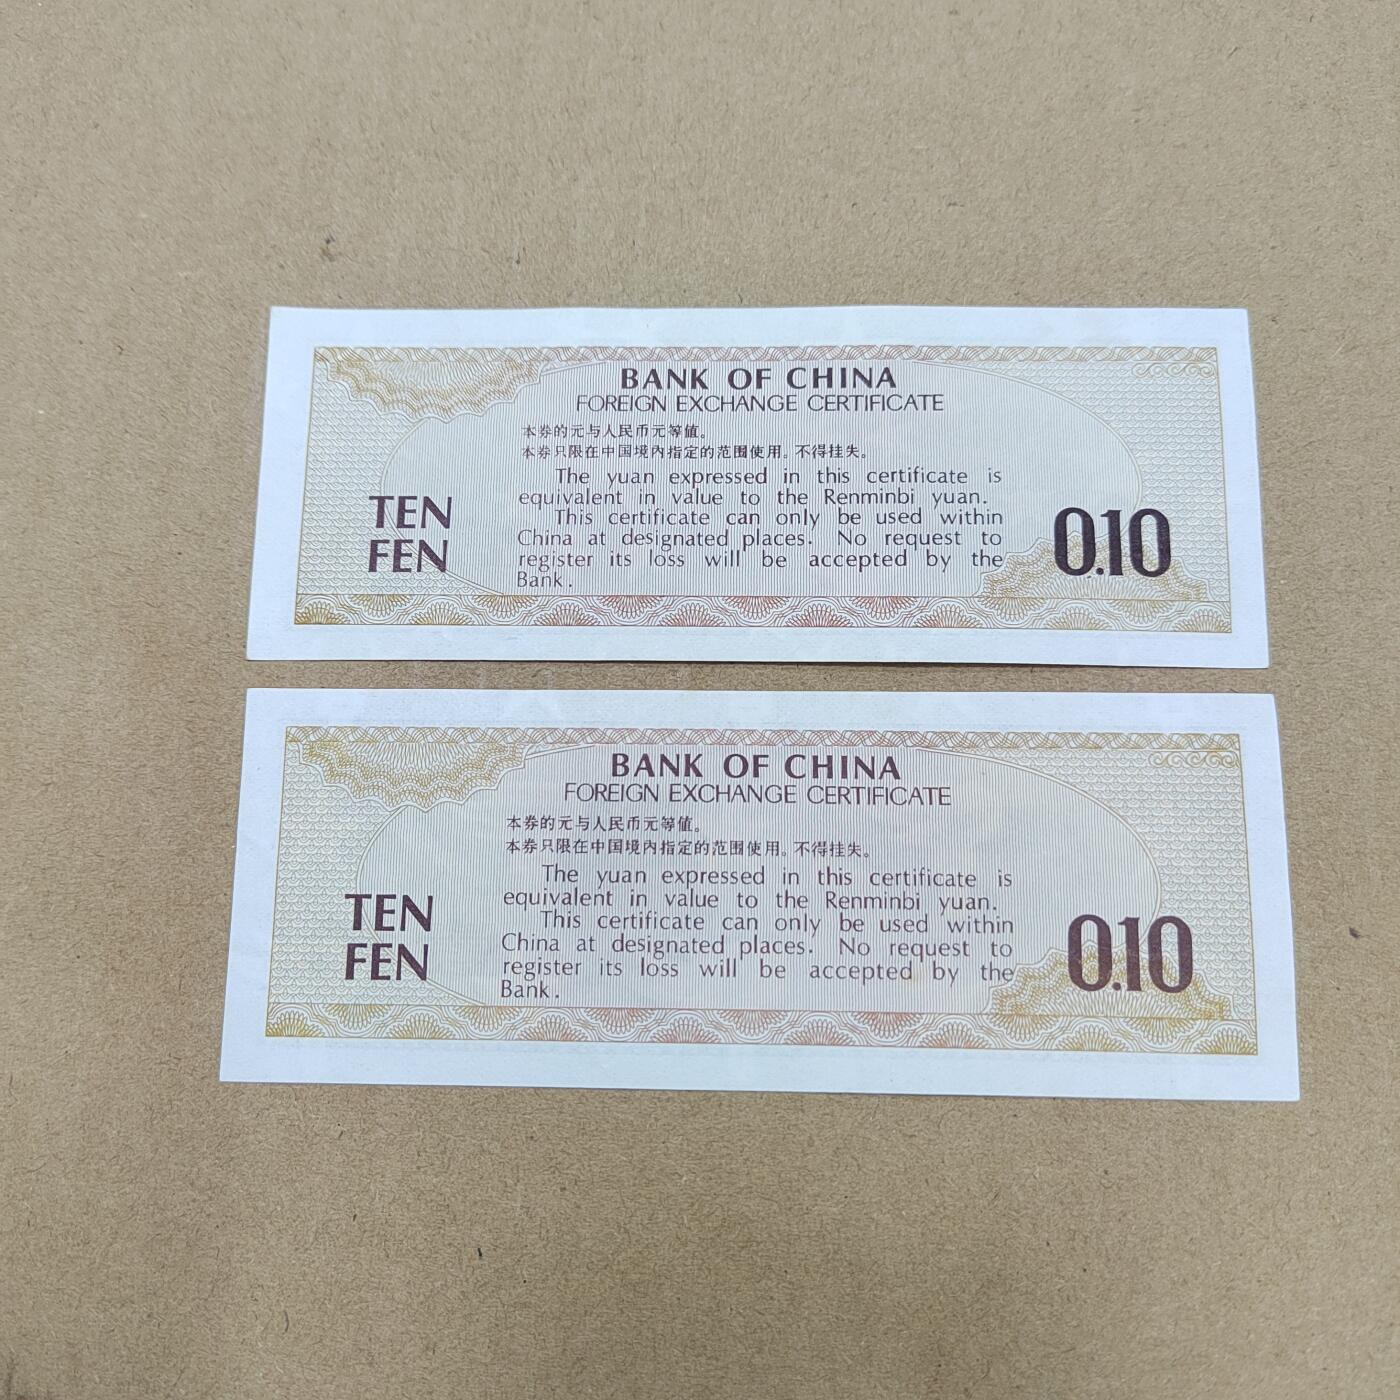 BANK OF CHINA
FOREIGN EXCHANGE CERTIFICATE
本券的元与人民币元等值。
本券只限在中国境内指定的范围使用。不得挂失。
The yuan expressed in this certificate is
equivalent in value to the Renminbi yuan.
This certificate can only be used within
China at designated places. No request to
register its loss will be accepted by the
Bank.
TEN
FEN
0.10
BANK OF CHINA
FOREIGN EXCHANGE CERTIFICATE
本券的元与人民币元等值。
本券只限在中国境内指定的范围使用。不得挂失。
The yuan expressed in this certificate is
equivalent in value to the Renminbi yuan.
This certificate can only be used within
China at designated places. No request to
register its loss will be accepted by the
Bank.
TEN
FEN
0.10